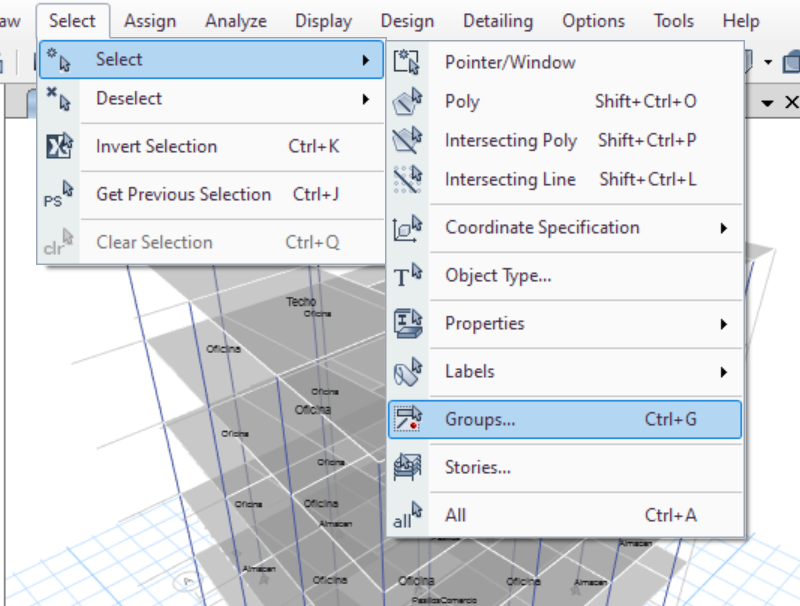 aw Select Assign Analyze Display Design Detailing Options Tools Help
Select
Deselect
Invert Selection Ctrl+K
PS Get Previous Selection Ctrl+J
clr Clear Selection Ctrl+Q
Pointer/Window
Poly Shift+Ctrl+O
Intersecting Poly Shift+Ctrl+P
Intersecting Line Shift+Ctrl+L
Coordinate Specification
T Object Type...
Properties
Labels
Groups... Ctrl+G
Stories...
all All Ctrl+A
Techo
Oficina
Oficina
Oficina
Oficina
Oficina
Oficina
Oficina
Oficina
Almacen
Almacen
Almacen
Oficina
Oficina
Oficina
Almacen
PasillosComercio